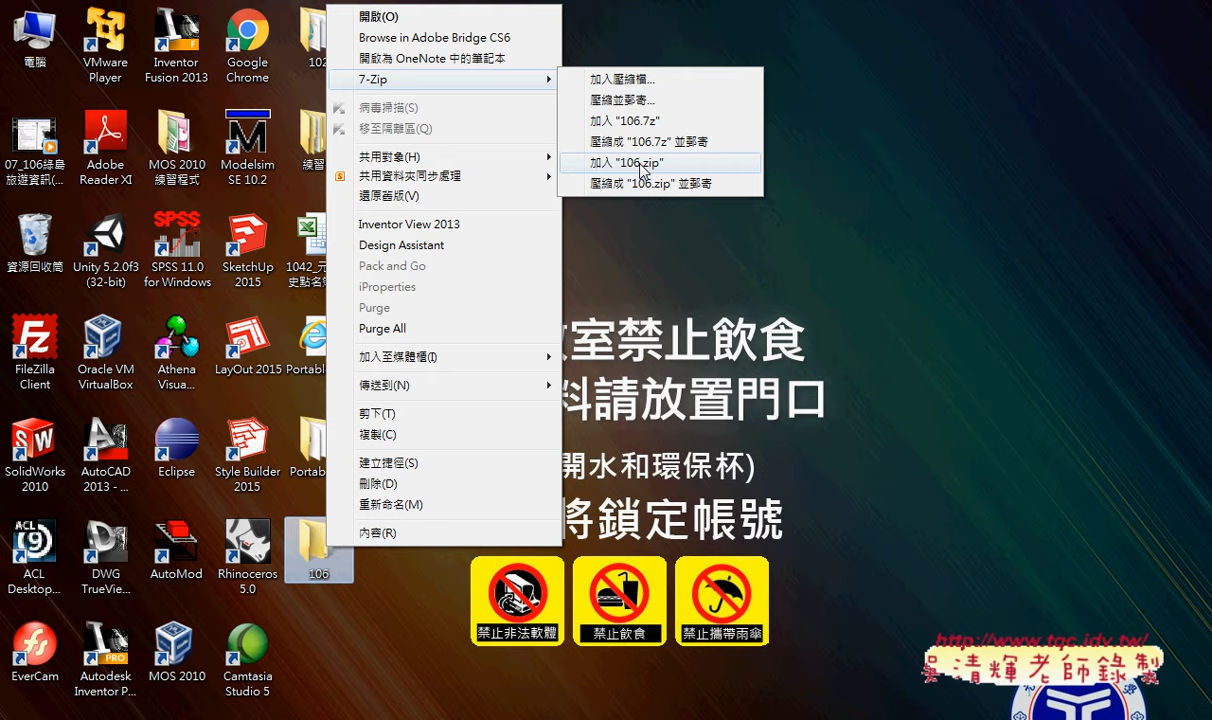 電腦
VMware
Player
Inventor
Fusion 2013
Google
Chrome
102
07_106綠島
旅遊資訊(...
Adobe
Reader XI
MOS 2010
練習程式
Modelsim
SE 10.2
練習
資源回收筒
Unity 5.2.0f3
(32-bit)
SPSS
SPSS 11.0
for Windows
SketchUp
2015
1042_元
史點名
FileZilla
Client
Oracle VM
VirtualBox
Athena
Visua...
LayOut 2015
Portabl
SolidWorks
2010
AutoCAD
2013 - ...
Eclipse
Style Builder
2015
Portab
ACL
Desktop...
DWG
TrueVie...
AutoMod
Rhinoceros
5.0
106
EverCam
PRO
Autodesk
Inventor P...
MOS 2010
Camtasia
Studio 5
開啟(O)
Browse in Adobe Bridge CS6
開啟為 OneNote 中的筆記本
7-Zip
病毒掃描(S)
移至隔離區(Q)
共用對象(H)
共用資料夾同步處理
還原舊版(V)
Inventor View 2013
Design Assistant
Pack and Go
iProperties
Purge
Purge All
加入至媒體櫃(I)
傳送到(N)
剪下(T)
複製(C)
建立捷徑(S)
刪除(D)
重新命名(M)
內容(R)
加入壓縮檔...
壓縮並郵寄...
加入 "106.7z"
壓縮成 "106.7z" 並郵寄
加入 "106.zip"
壓縮成 "106.zip" 並郵寄
室禁止飲食
料請放置門口
開水和環保杯)
將鎖定帳號
禁止非法軟體
禁止飲食
禁止攜帶雨傘
http://www.tqc.idv.tw/
吳清輝老師錄製